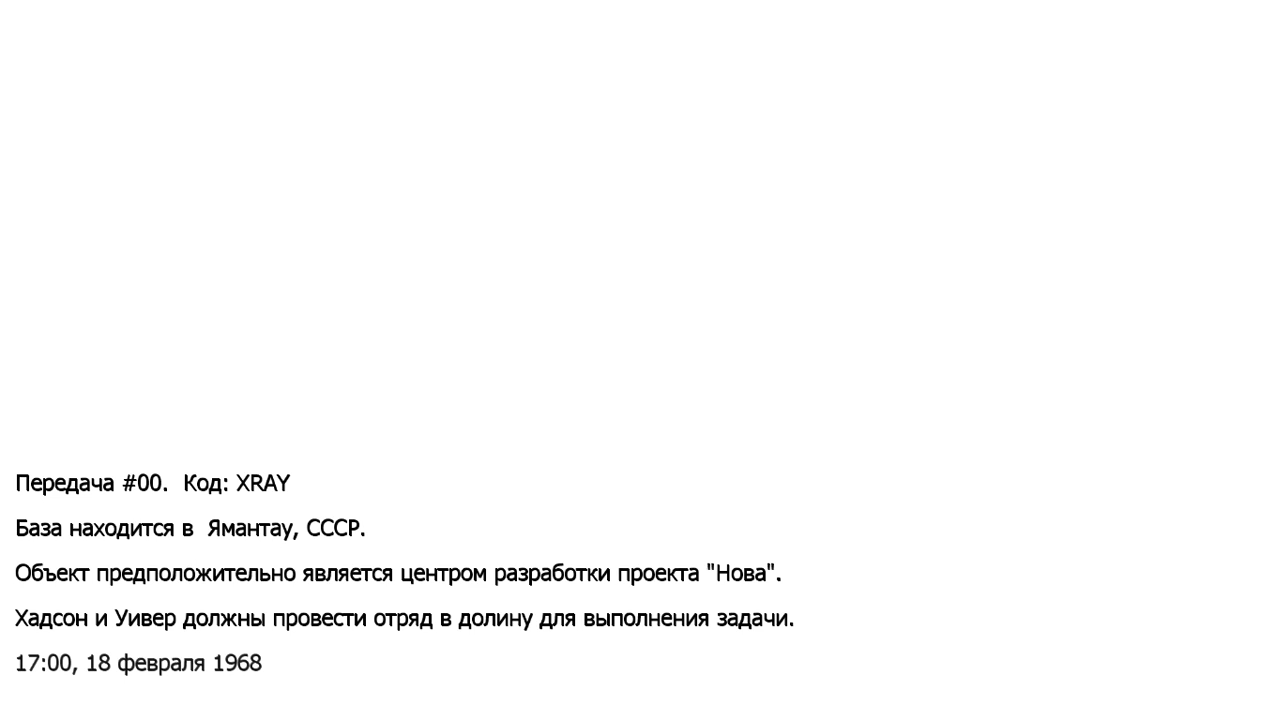 Передача #00.  Код: XRAY
База находится в  Ямантау, СССР.
Объект предположительно является центром разработки проекта "Нова".
Хадсон и Уивер должны провести отряд в долину для выполнения задачи.
17:00, 18 февраля 1968